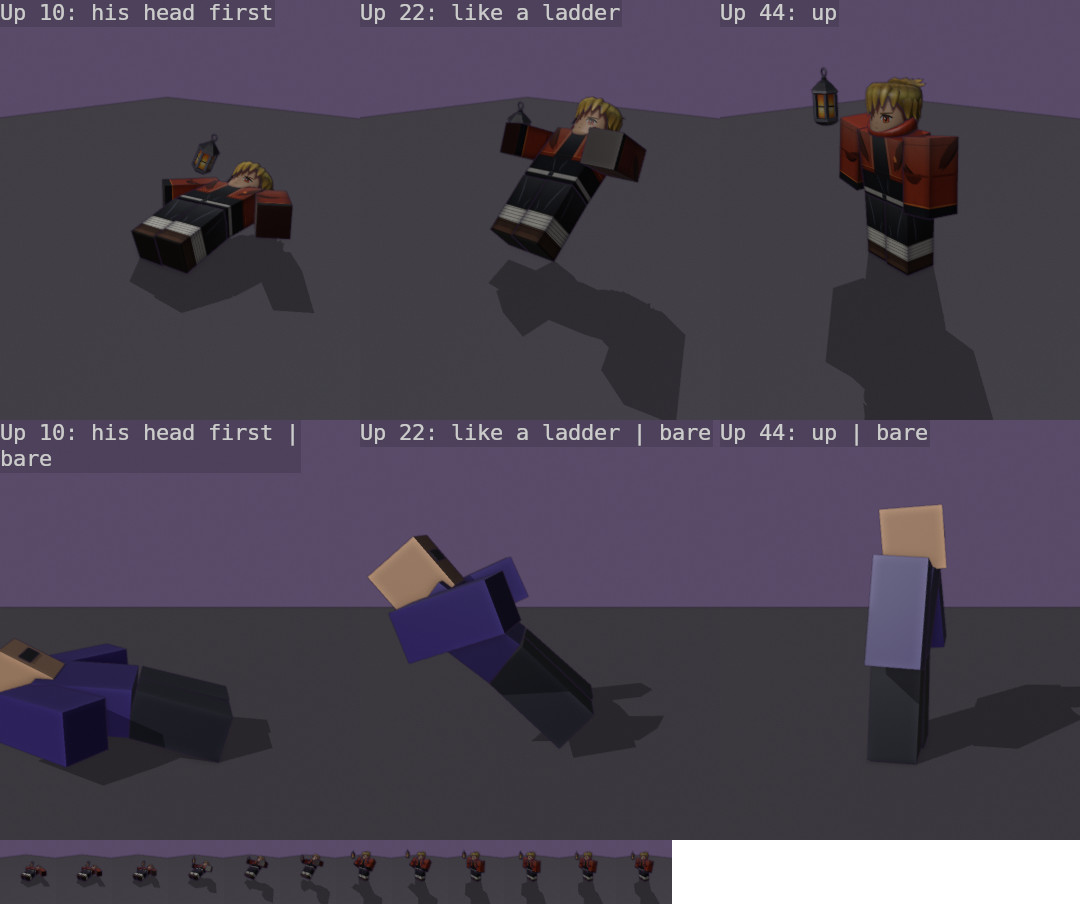 Up 10: his head first
Up 22: like a ladder
Up 44: up
Up 10: his head first |
bare
Up 22: like a ladder | bare
Up 44: up | bare